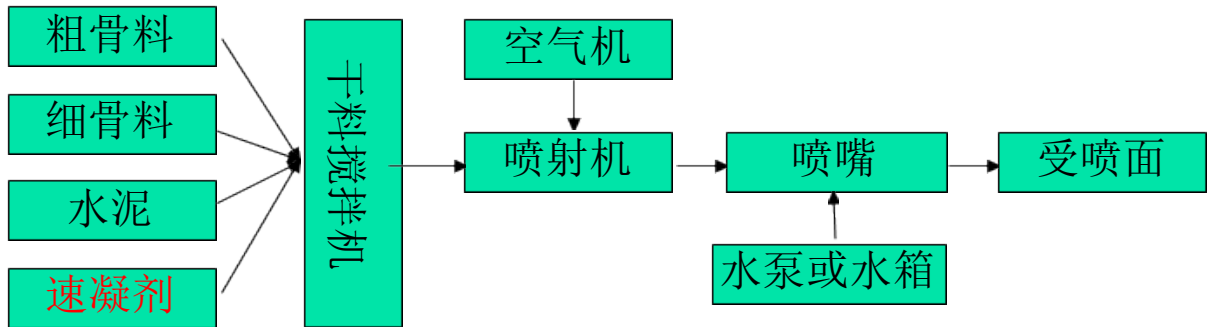 粗骨料
细骨料
水泥
速凝剂
干料搅拌机
空气机
喷射机
喷嘴
受喷面
水泵或水箱